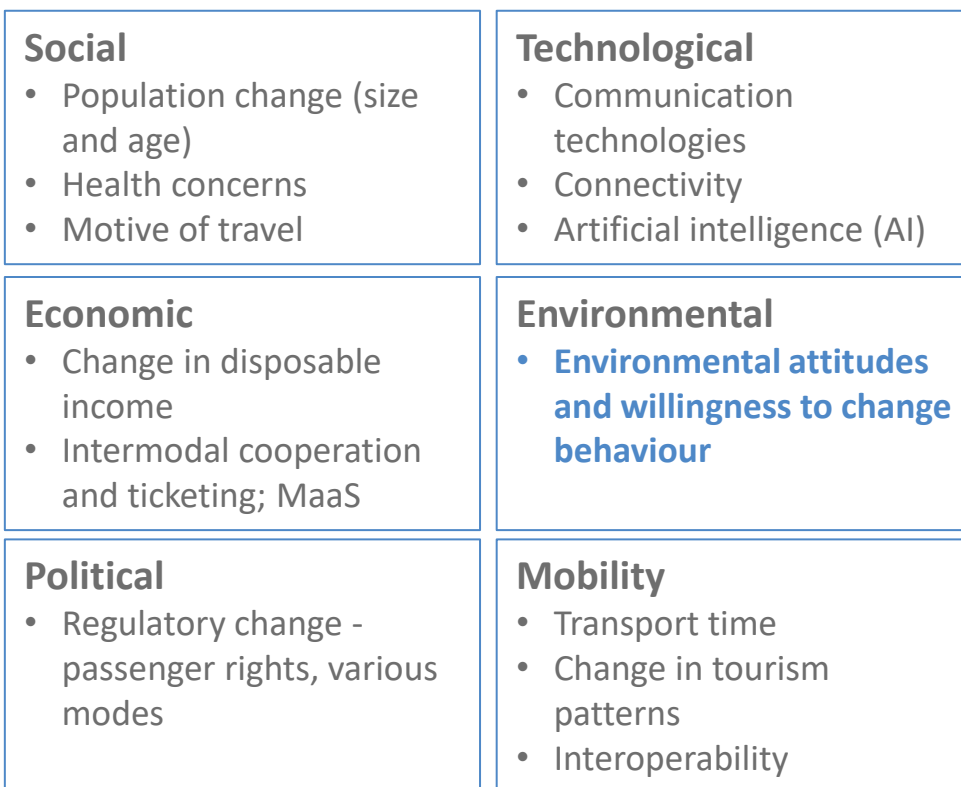 Social
• Population change (size
and age)
• Health concerns
• Motive of travel
Technological
• Communication
technologies
• Connectivity
• Artificial intelligence (AI)
Economic
• Change in disposable
income
• Intermodal cooperation
and ticketing; MaaS
Environmental
• Environmental attitudes
and willingness to change
behaviour
Political
• Regulatory change -
passenger rights, various
modes
Mobility
• Transport time
• Change in tourism
patterns
• Interoperability